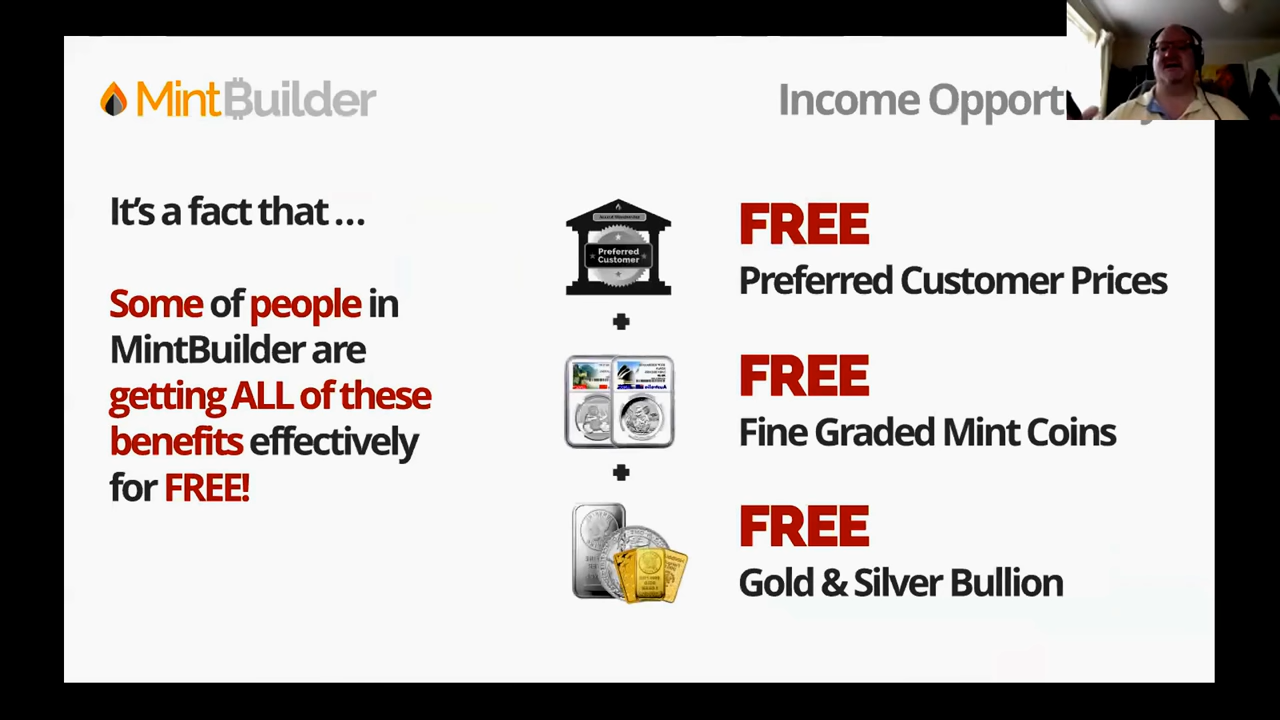 MintBuilder
Income Opport
It's a fact that ...
Some of people in
MintBuilder are
getting ALL of these
benefits effectively
for FREE!
Preferred
Customer
FREE
Preferred Customer Prices
FREE
Fine Graded Mint Coins
FREE
Gold & Silver Bullion